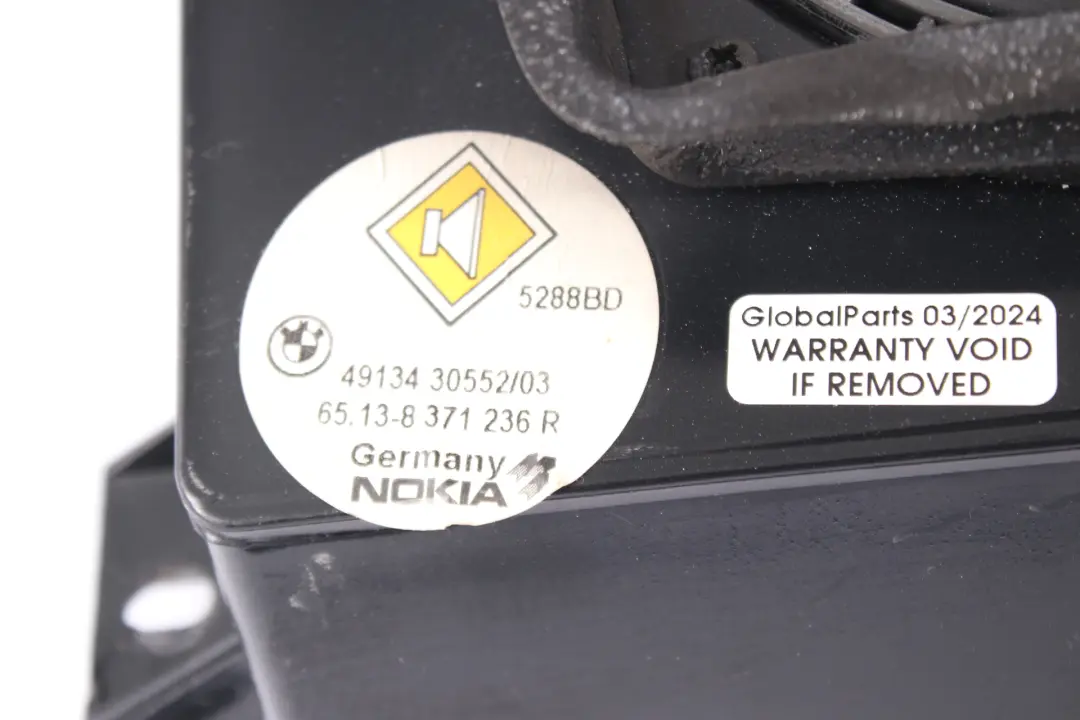 5288BD
49134 30552/03
65.13-8 371 236 R
Germany
NOKIA
GlobalParts 03/2024
WARRANTY VOID
IF REMOVED